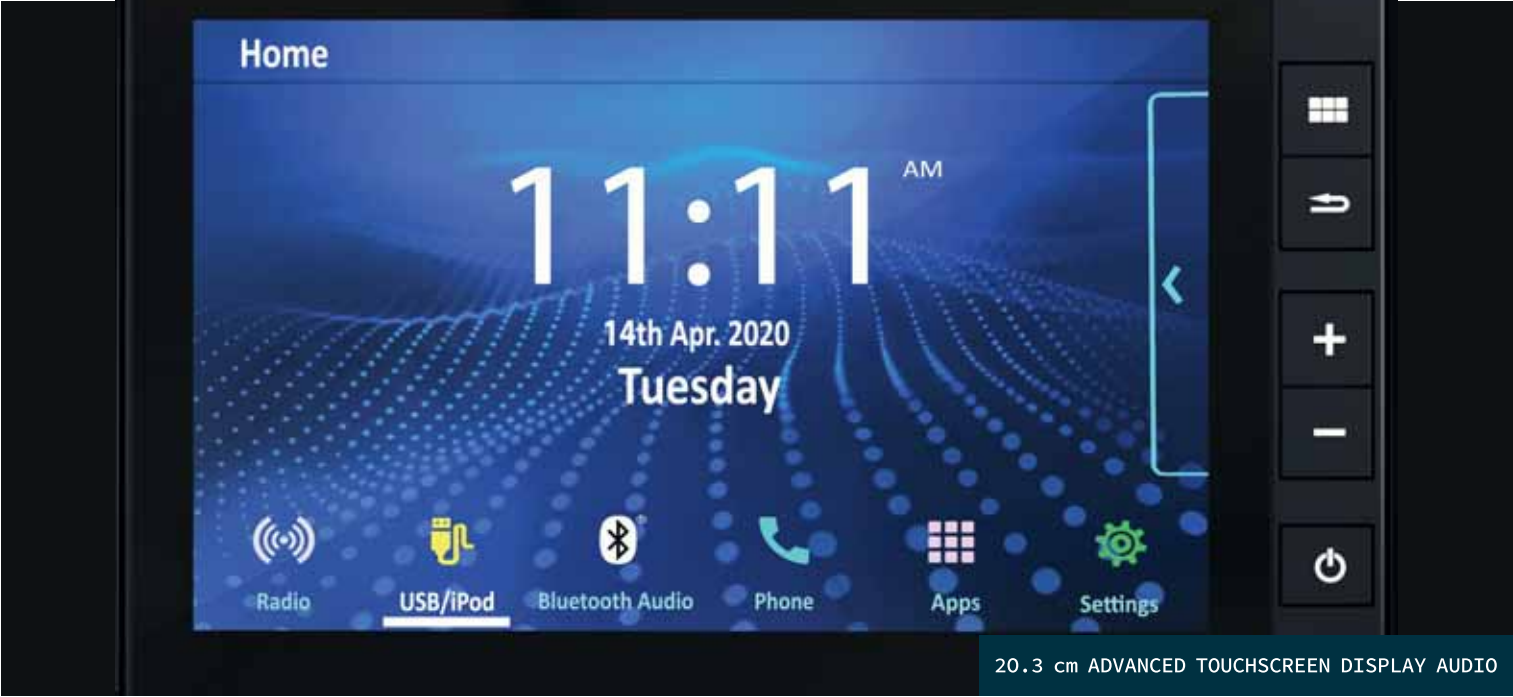 Home
11:11 AM
14th Apr. 2020
Tuesday
Radio USB/iPod Bluetooth Audio Phone Apps Settings
20.3 cm ADVANCED TOUCHSCREEN DISPLAY AUDIO